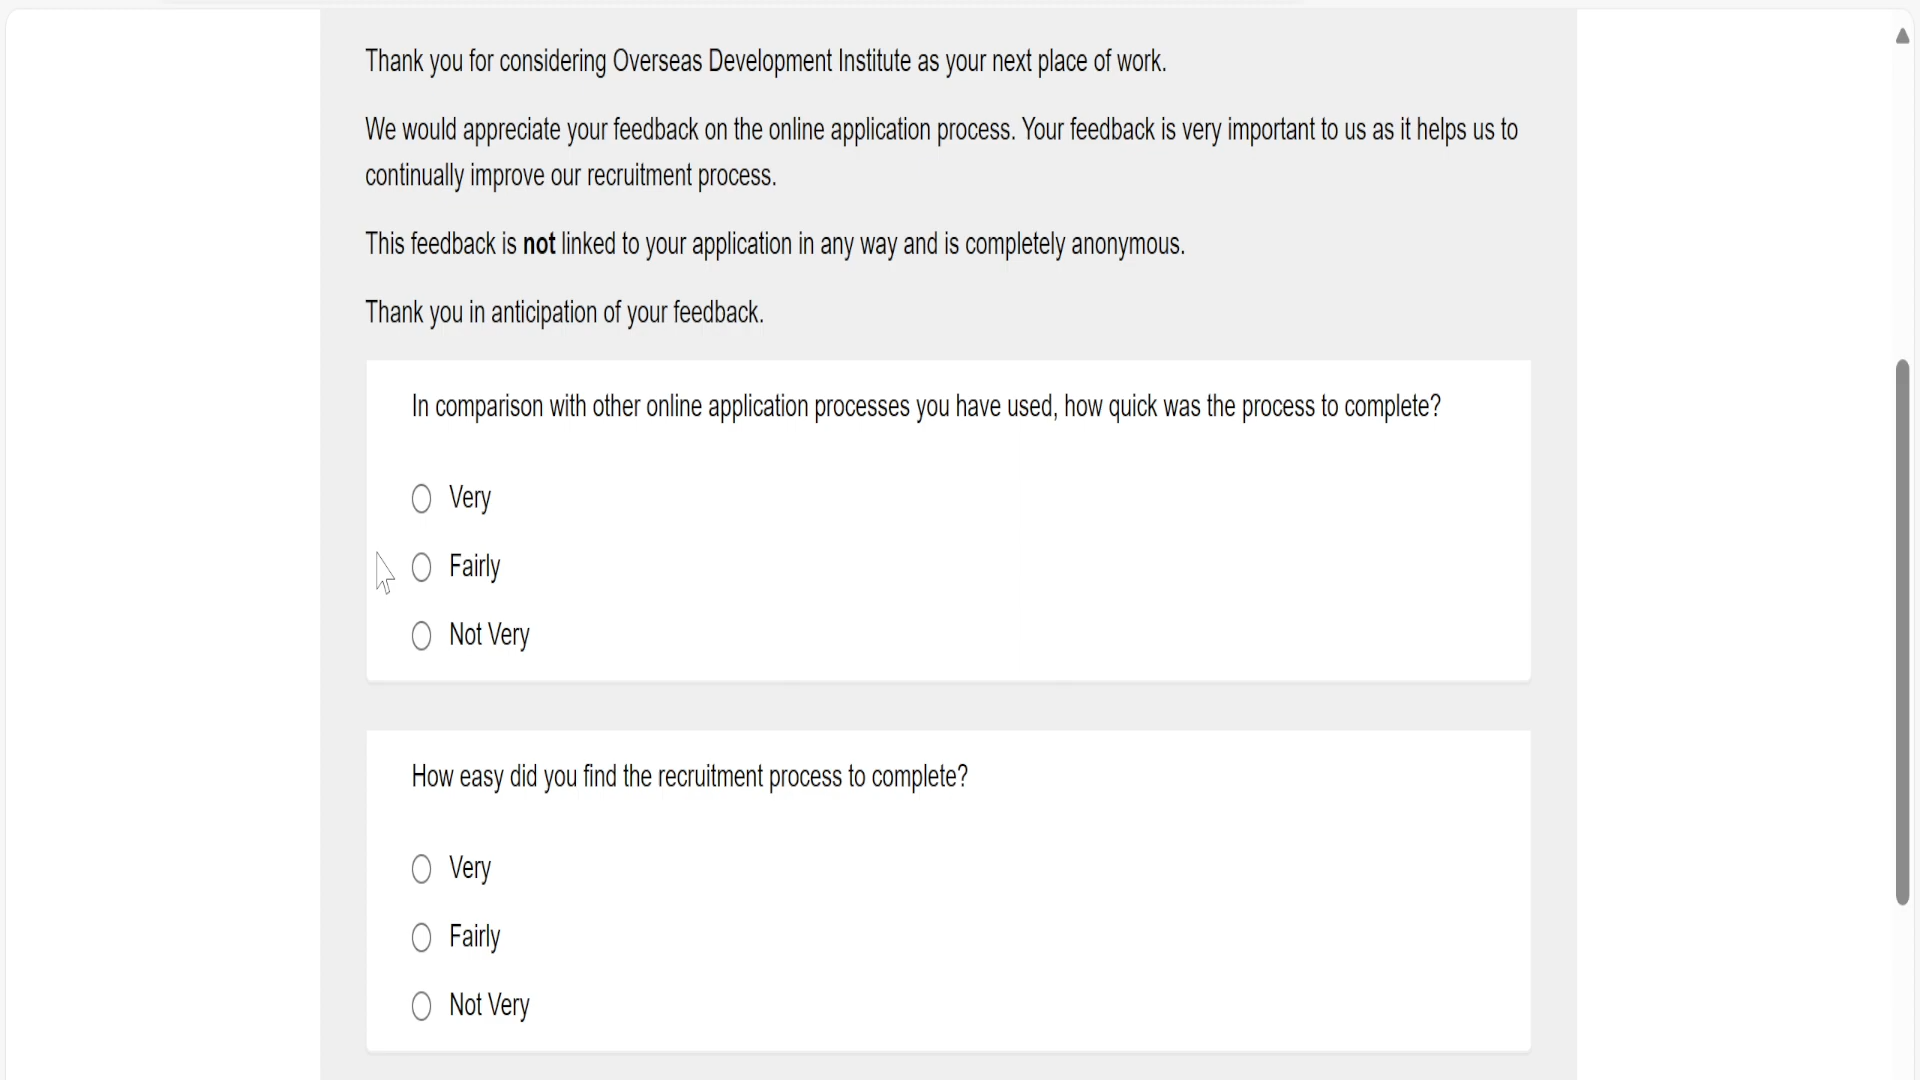 Thank you for considering Overseas Development Institute as your next place of work.
We would appreciate your feedback on the online application process. Your feedback is very important to us as it helps us to
continually improve our recruitment process.
This feedback is not linked to your application in any way and is completely anonymous.
Thank you in anticipation of your feedback.
In comparison with other online application processes you have used, how quick was the process to complete?
Very
Fairly
Not Very
How easy did you find the recruitment process to complete?
Very
Fairly
Not Very